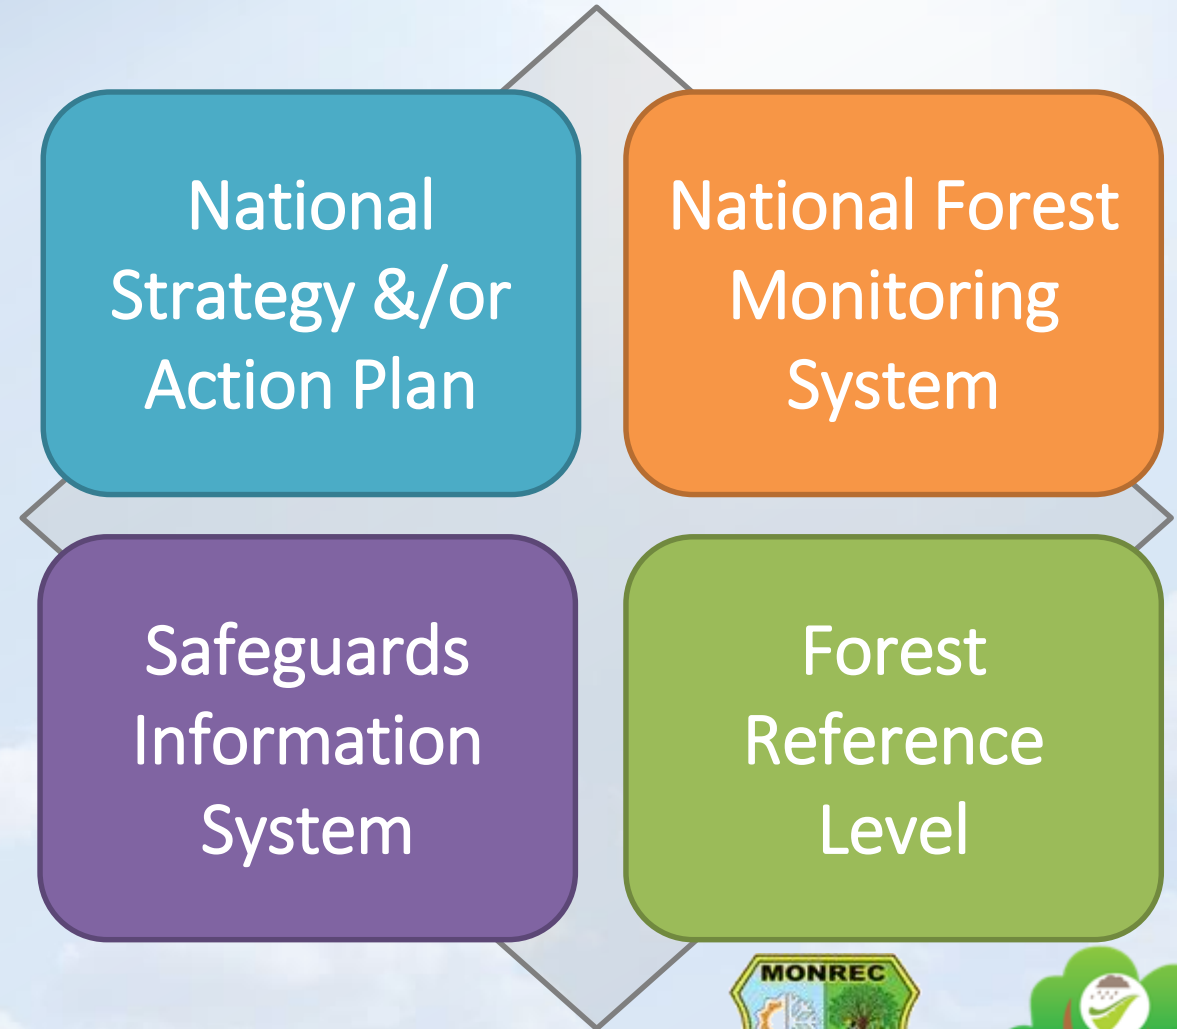 National
Strategy &/or
Action Plan
National Forest
Monitoring
System
Safeguards
Information
System
Forest
Reference
Level
MONREC